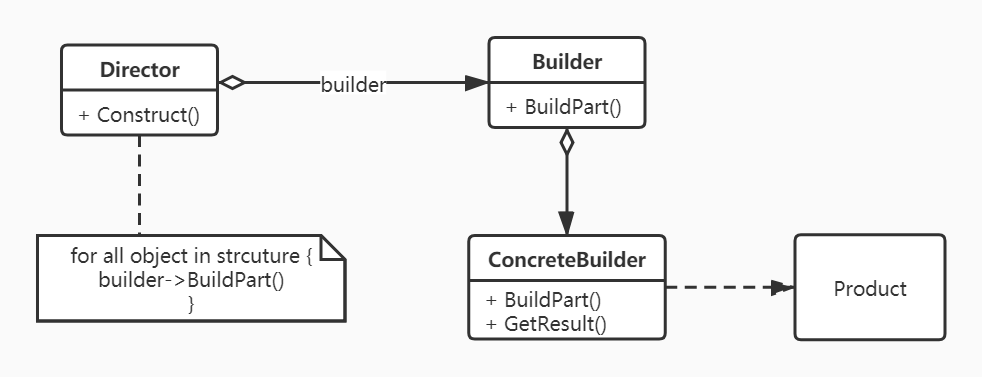 Director
+ Construct()
builder
Builder
+ BuildPart()
for all object in strcuture {
builder->BuildPart()
}
ConcreteBuilder
+ BuildPart()
+ GetResult()
Product